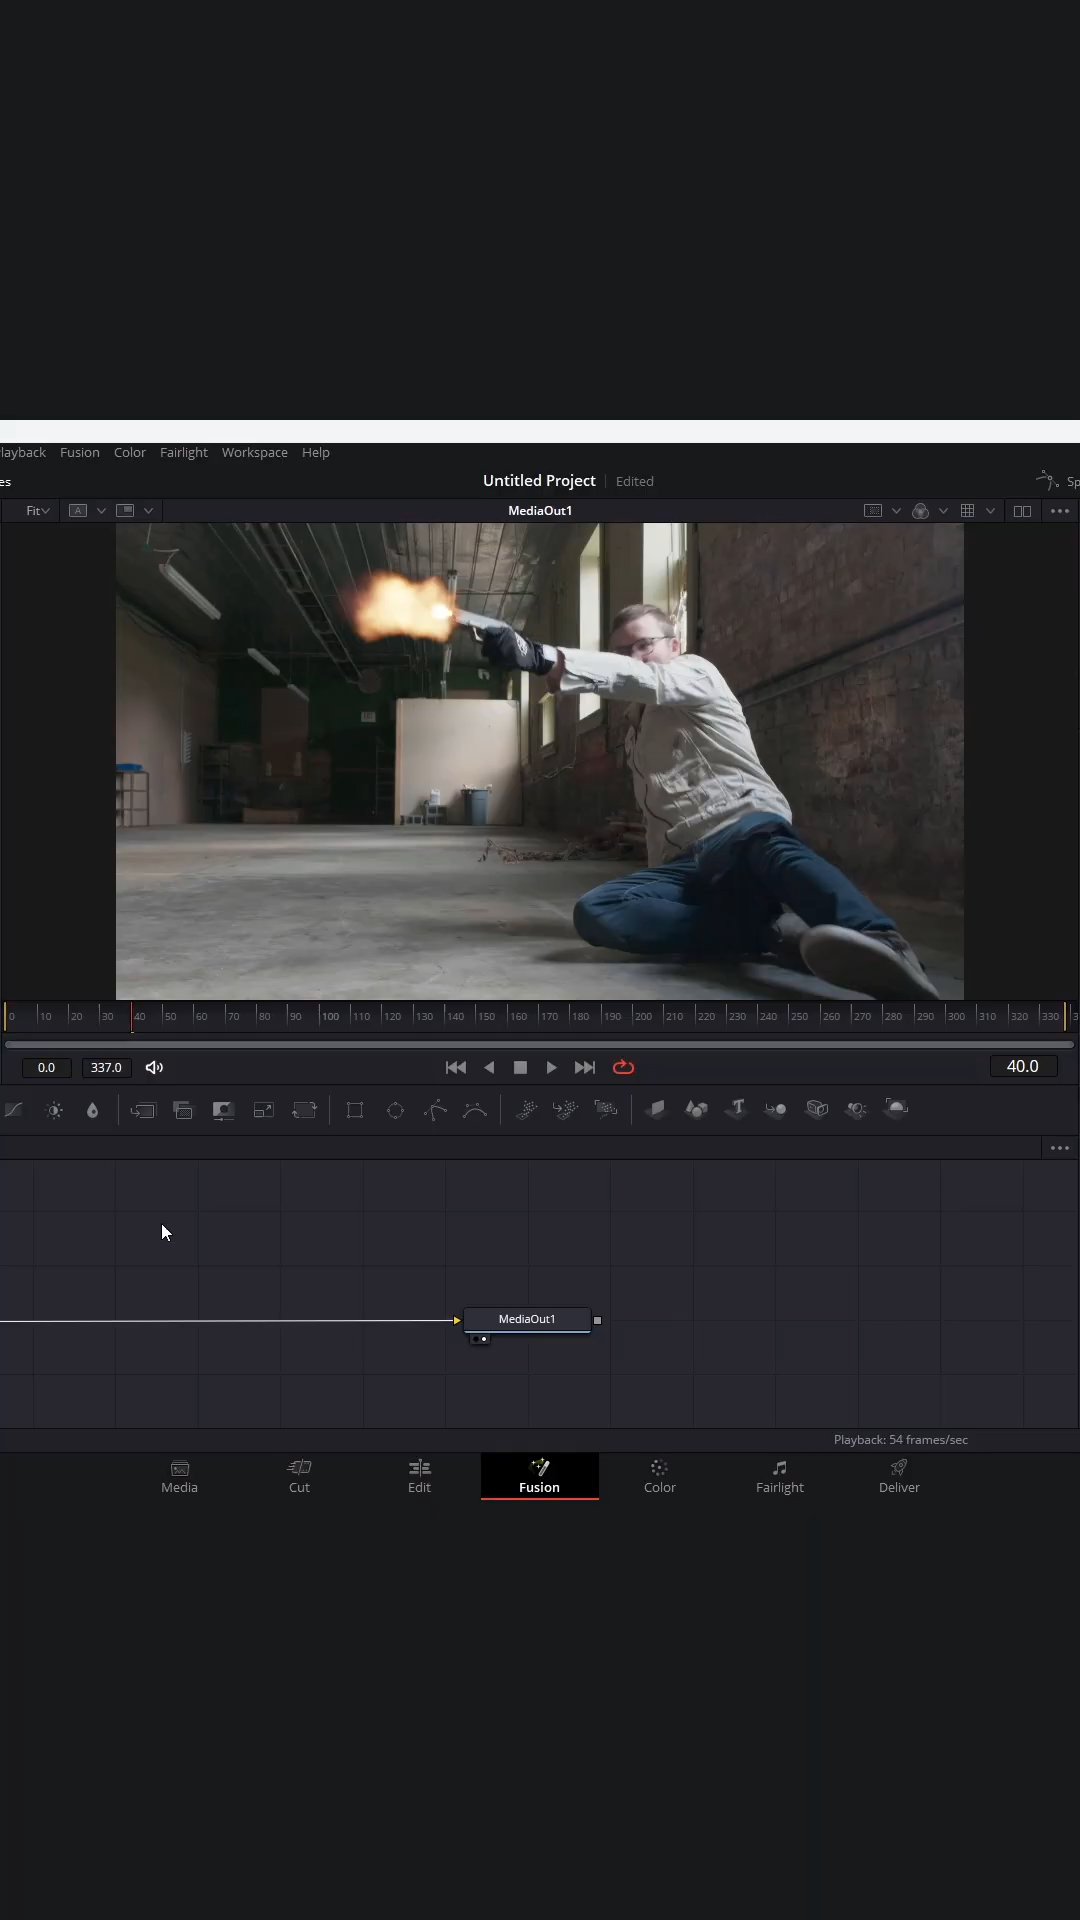 layback Fusion Color Fairlight Workspace Help
es Untitled Project Edited Sp
Fit A MediaOut1
0 10 20 30 40 50 60 70 80 90 100 110 120 130 140 150 160 170 180 190 200 210 220 230 240 250 260 270 280 290 300 310 320 330 3
0.0 337.0 40.0
T
MediaOut1
Playback: 54 frames/sec
Media Cut Edit Fusion Color Fairlight Deliver